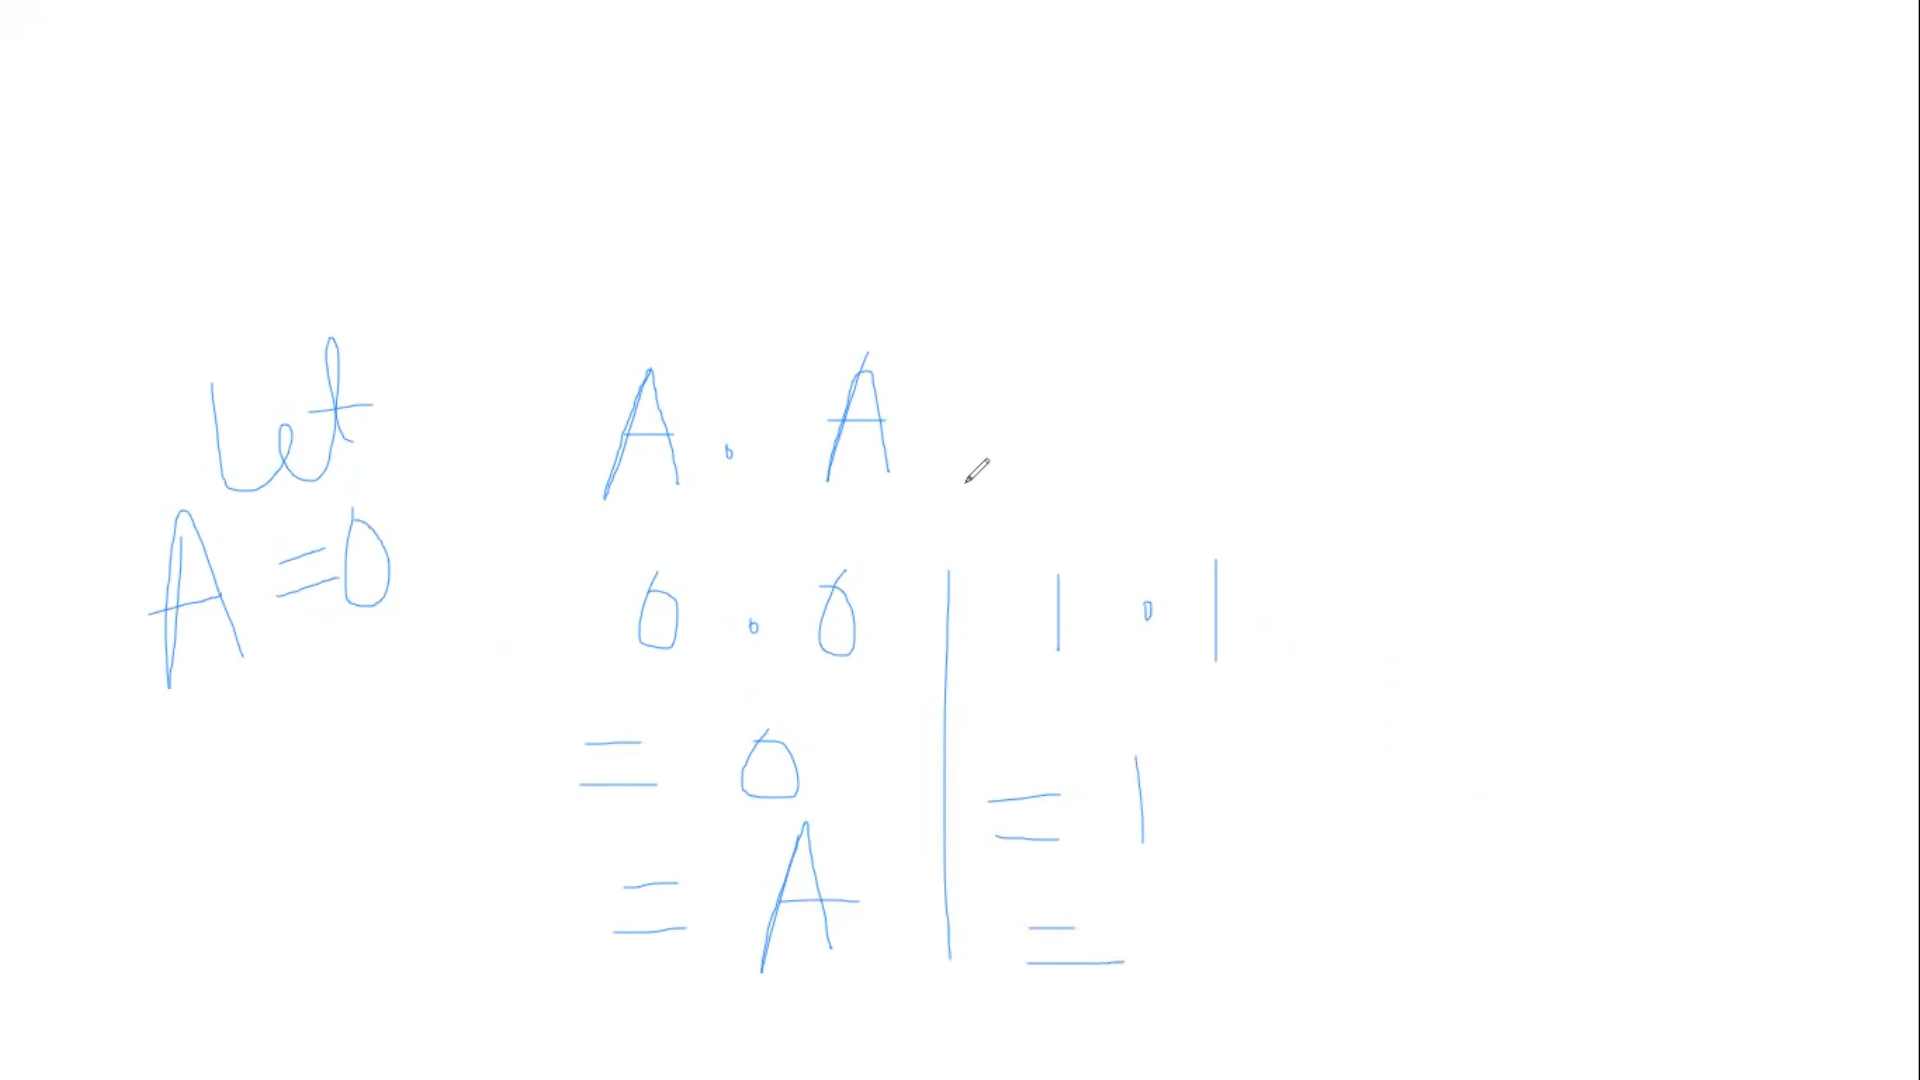 Let
A = 0
A . A
0 . 0 | 1 . 1
= 0
= 1
= A
=